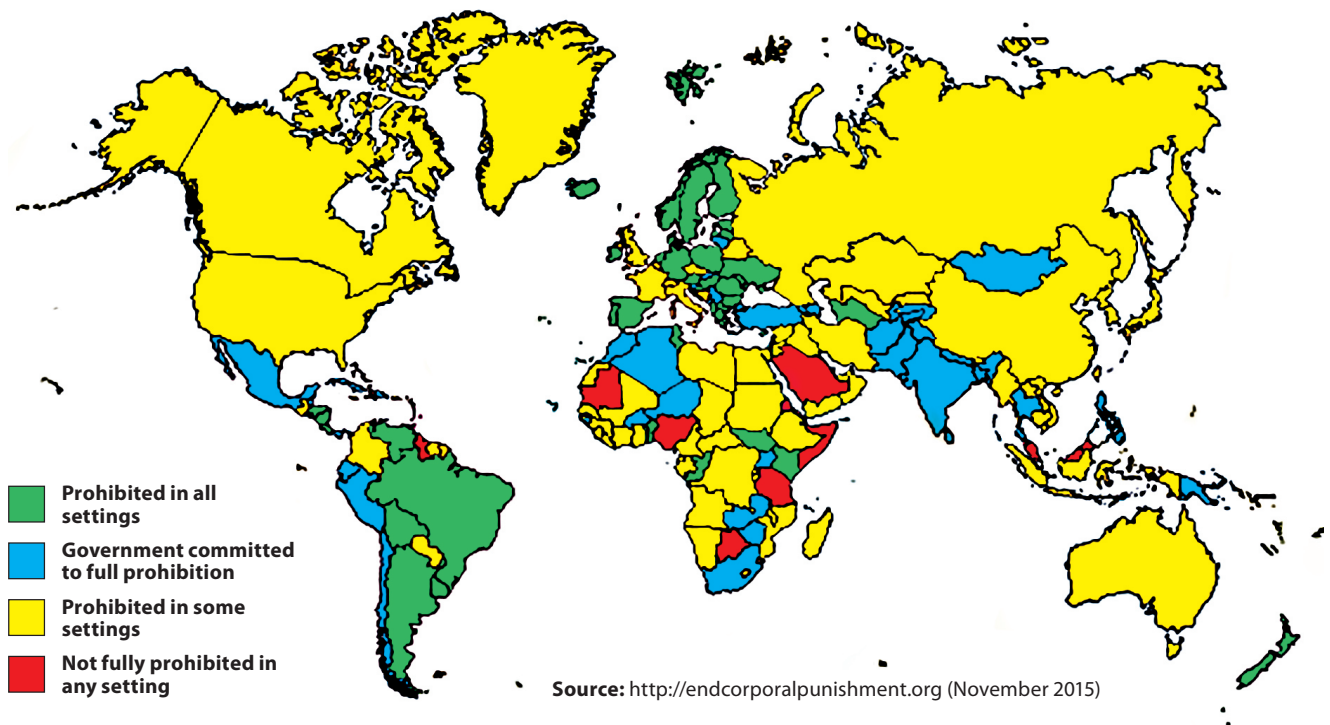 Prohibited in all
settings
Government committed
to full prohibition
Prohibited in some
settings
Not fully prohibited in
any setting
Source: http://endcorporalpunishment.org (November 2015)